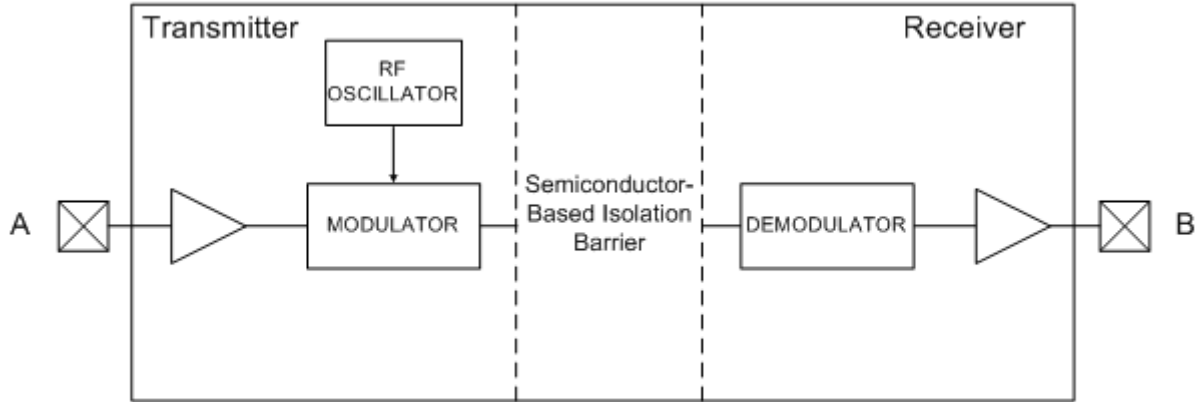 Transmitter
Receiver
RF
OSCILLATOR
A
MODULATOR
Semiconductor-
Based Isolation
Barrier
DEMODULATOR
B